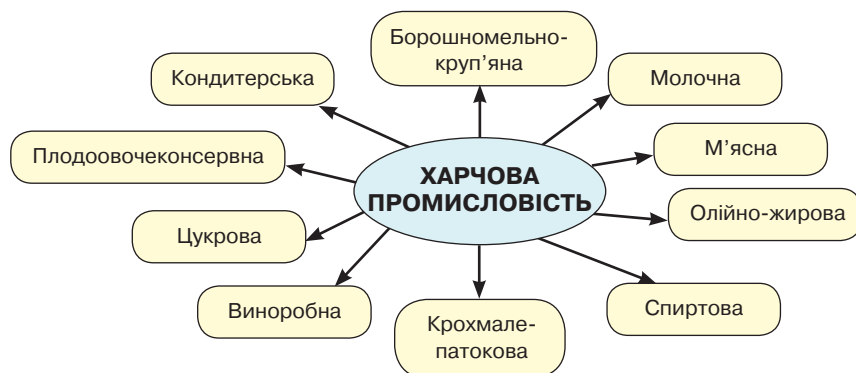 Борошномельно-
круп’яна
Кондитерська
Молочна
Плодоовочеконсервна
М’ясна
ХАРЧОВА
ПРОМИСЛОВІСТЬ
Олійно-жирова
Цукрова
Виноробна
Спиртова
Крохмале-
патокова